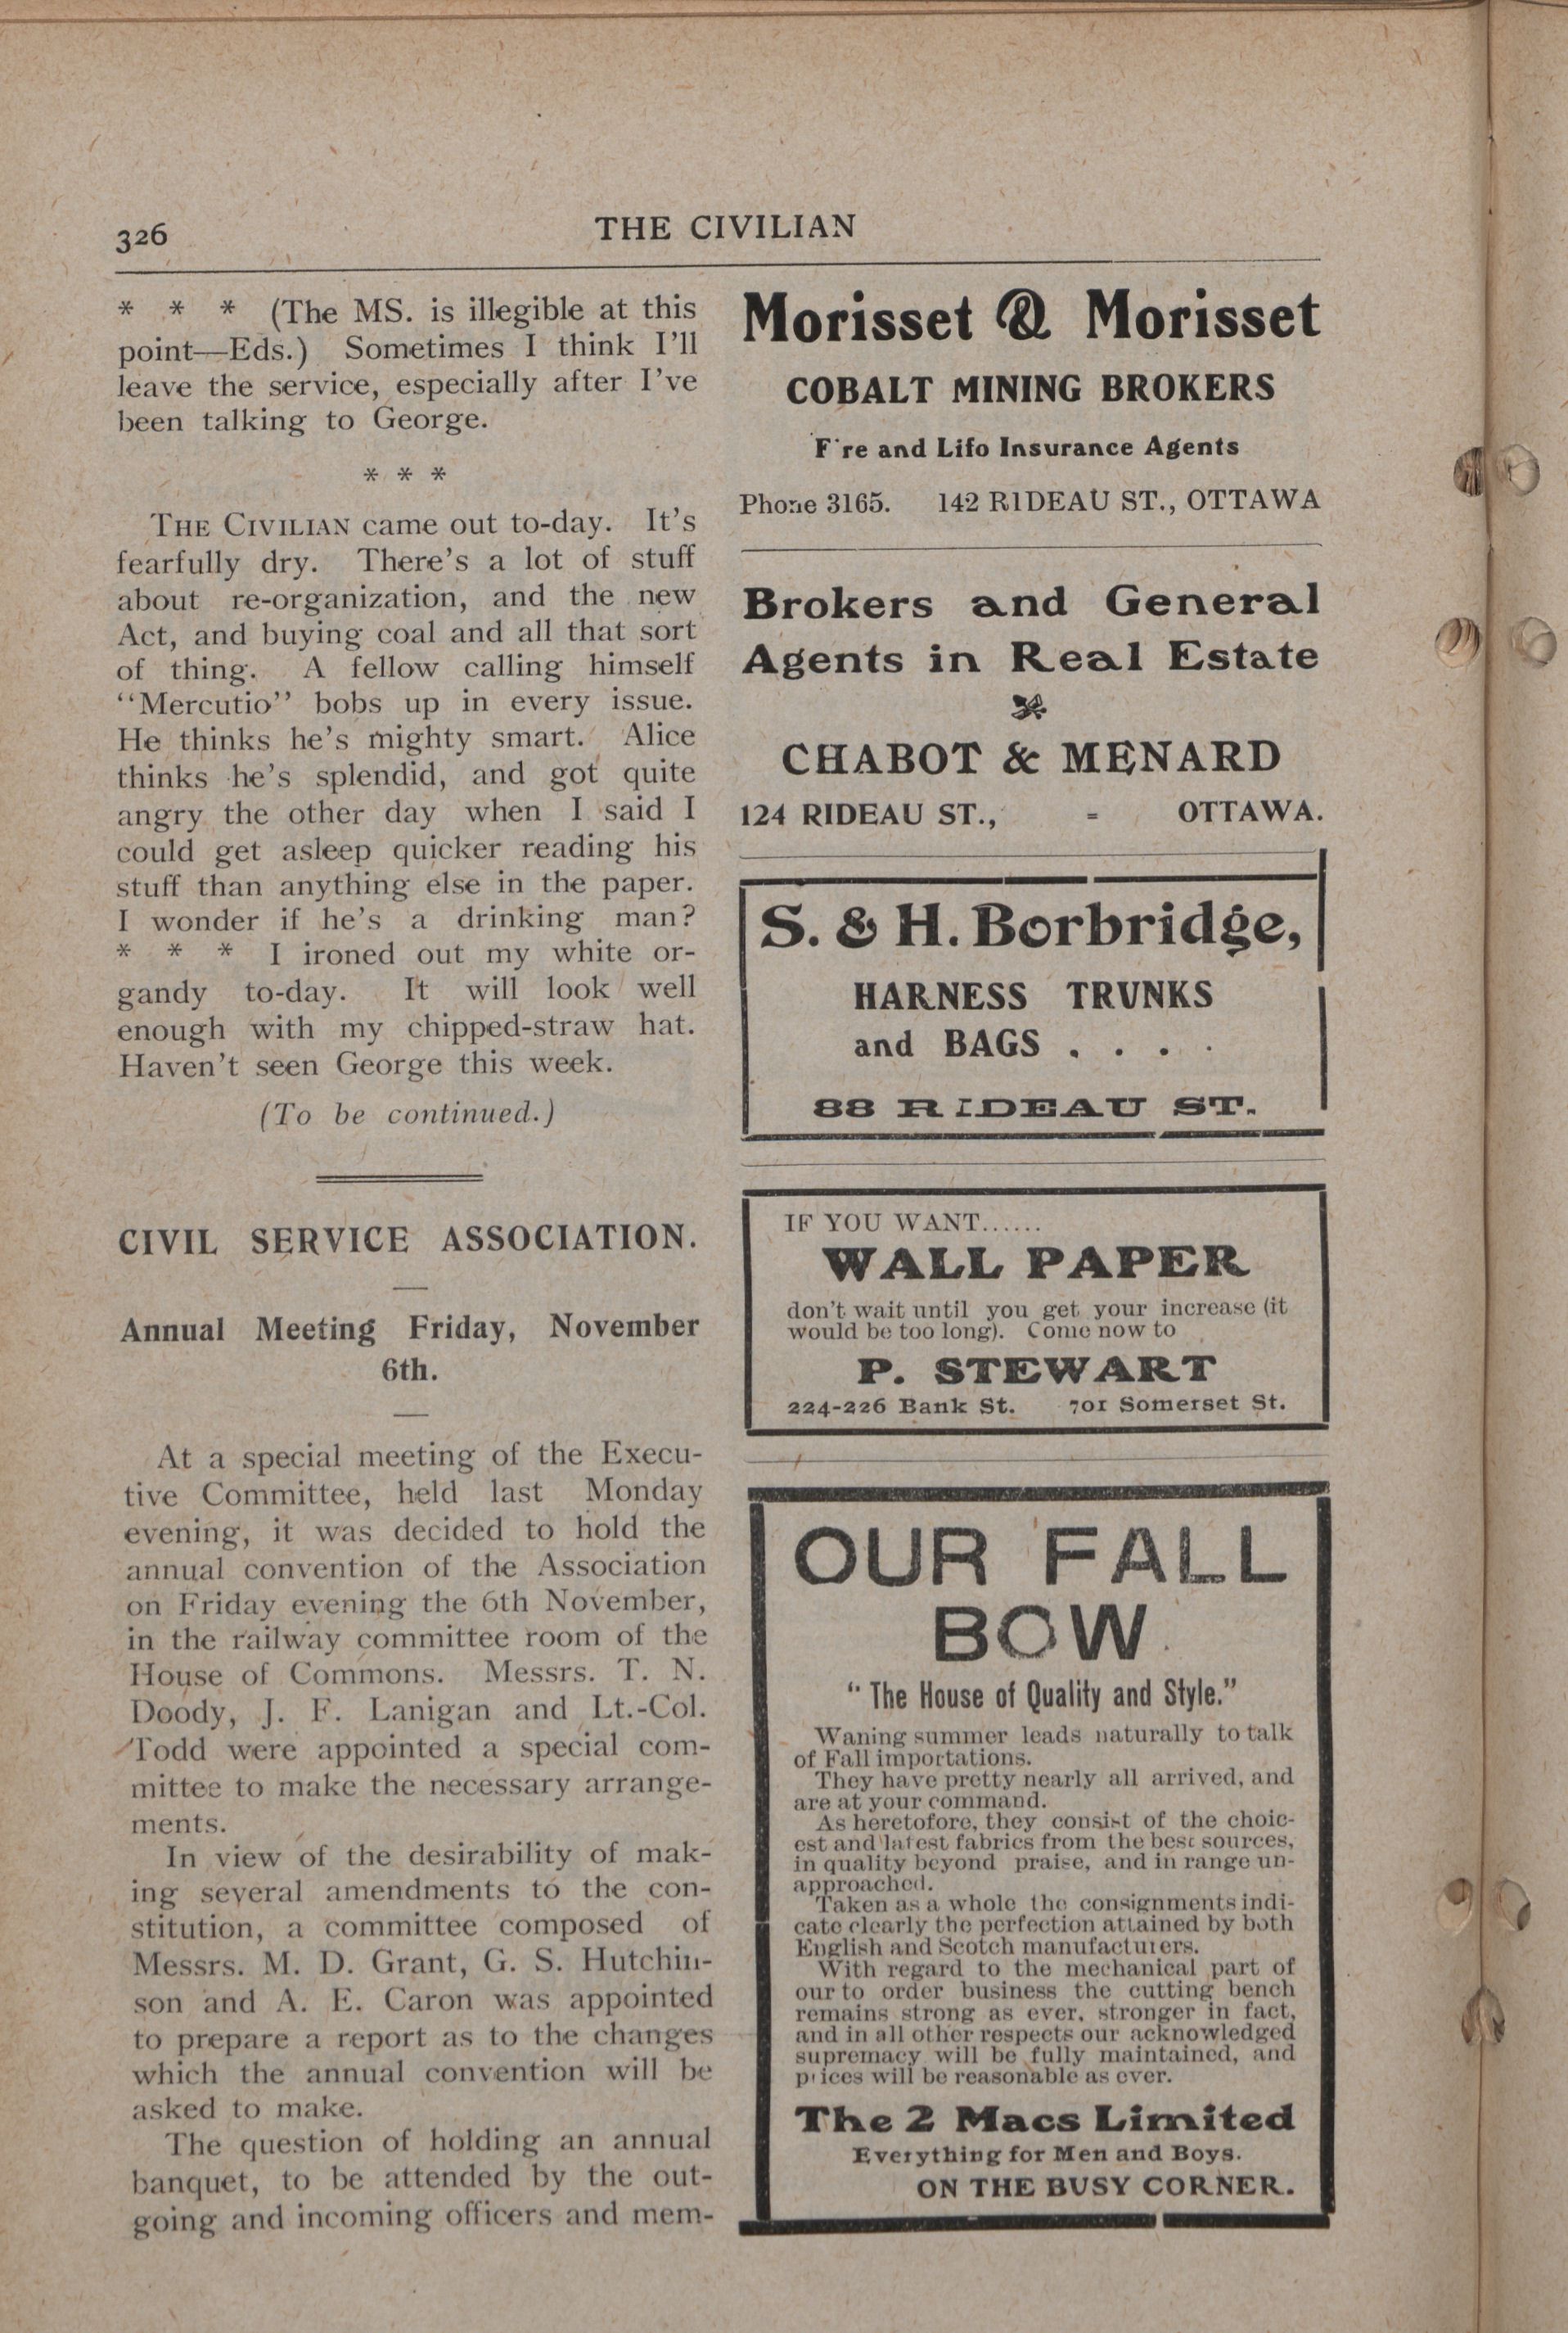 326
THE CIVILIAN
* * * (The MS. is illegible at this
point—Eds.) Sometimes I think I'll
leave the service, especially after I've
been talking to George.
* * *
THE CIVILIAN came out to-day. It's
fearfully dry. There's a lot of stuff
about re-organization, and the new
Act, and buying coal and all that sort
of thing. A fellow calling himself
"Mercutio" bobs up in every issue.
He thinks he's mighty smart. Alice
thinks he's splendid, and got quite
angry the other day when I said I
could get asleep quicker reading his
stuff than anything else in the paper.
I wonder if he's a drinking man?
* * * I ironed out my white or-
gandy to-day. It will look well
enough with my chipped-straw hat.
Haven't seen George this week.
(To be continued.)
CIVIL SERVICE ASSOCIATION.
Annual Meeting Friday, November
6th.
At a special meeting of the Execu-
tive Committee, held last Monday
evening, it was decided to hold the
annual convention of the Association
on Friday evening the 6th November,
in the railway committee room of the
House of Commons. Messrs. T. N.
Doody, J. F. Lanigan and Lt.-Col.
Todd were appointed a special com-
mittee to make the necessary arrange-
ments.
In view of the desirability of mak-
ing several amendments to the con-
stitution, a committee composed of
Messrs. M. D. Grant, G. S. Hutchin-
son and A. E. Caron was appointed
to prepare a report as to the changes
which the annual convention will be
asked to make.
The question of holding an annual
banquet, to be attended by the out-
going and incoming officers and mem-
Morisset & Morisset
COBALT MINING BROKERS
F're and Lifo Insurance Agents
Phone 3165. 142 RIDEAU ST., OTTAWA
Brokers and General
Agents in Real Estate
CHABOT & MENARD
124 RIDEAU ST., - OTTAWA.
S. & H. Borbridge,
HARNESS TRUNKS
and BAGS . . . .
88 RIDEAU ST.
IF YOU WANT......
WALL PAPER
don't wait until you get your increase (it
would be too long). Come now to
P. STEWART
224-226 Bank St. 701 Somerset St.
OUR FALL
BOW
"The House of Quality and Style."
Waning summer leads naturally to talk
of Fall importations.
They have pretty nearly all arrived, and
are at your command.
As heretofore, they consist of the choic-
est and latest fabrics from the best sources,
in quality beyond praise, and in range un-
approached.
Taken as a whole the consignments indi-
cate clearly the perfection attained by both
English and Scotch manufacturers.
With regard to the mechanical part of
our to order business the cutting bench
remains strong as ever, stronger in fact,
and in all other respects our acknowledged
supremacy will be fully maintained, and
prices will be reasonable as ever.
The 2 Macs Limited
Everything for Men and Boys.
ON THE BUSY CORNER.